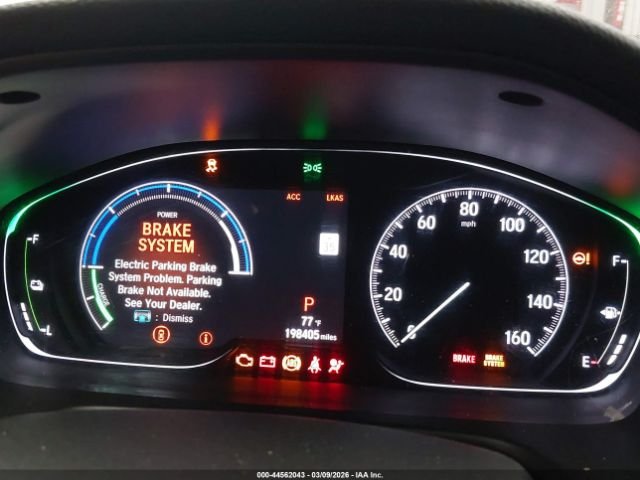 ACC LKAS
POWER
BRAKE
SYSTEM
Electric Parking Brake
System Problem. Parking
Brake Not Available.
See Your Dealer.
: Dismiss
CHARGE
F
L
P
77 °F
198405 miles
ABS
0 20 40 60 80 100 120 140 160
mph
BRAKE
BRAKE
SYSTEM
F
E
000-44562043 - 03/09/2026 - IAA Inc.